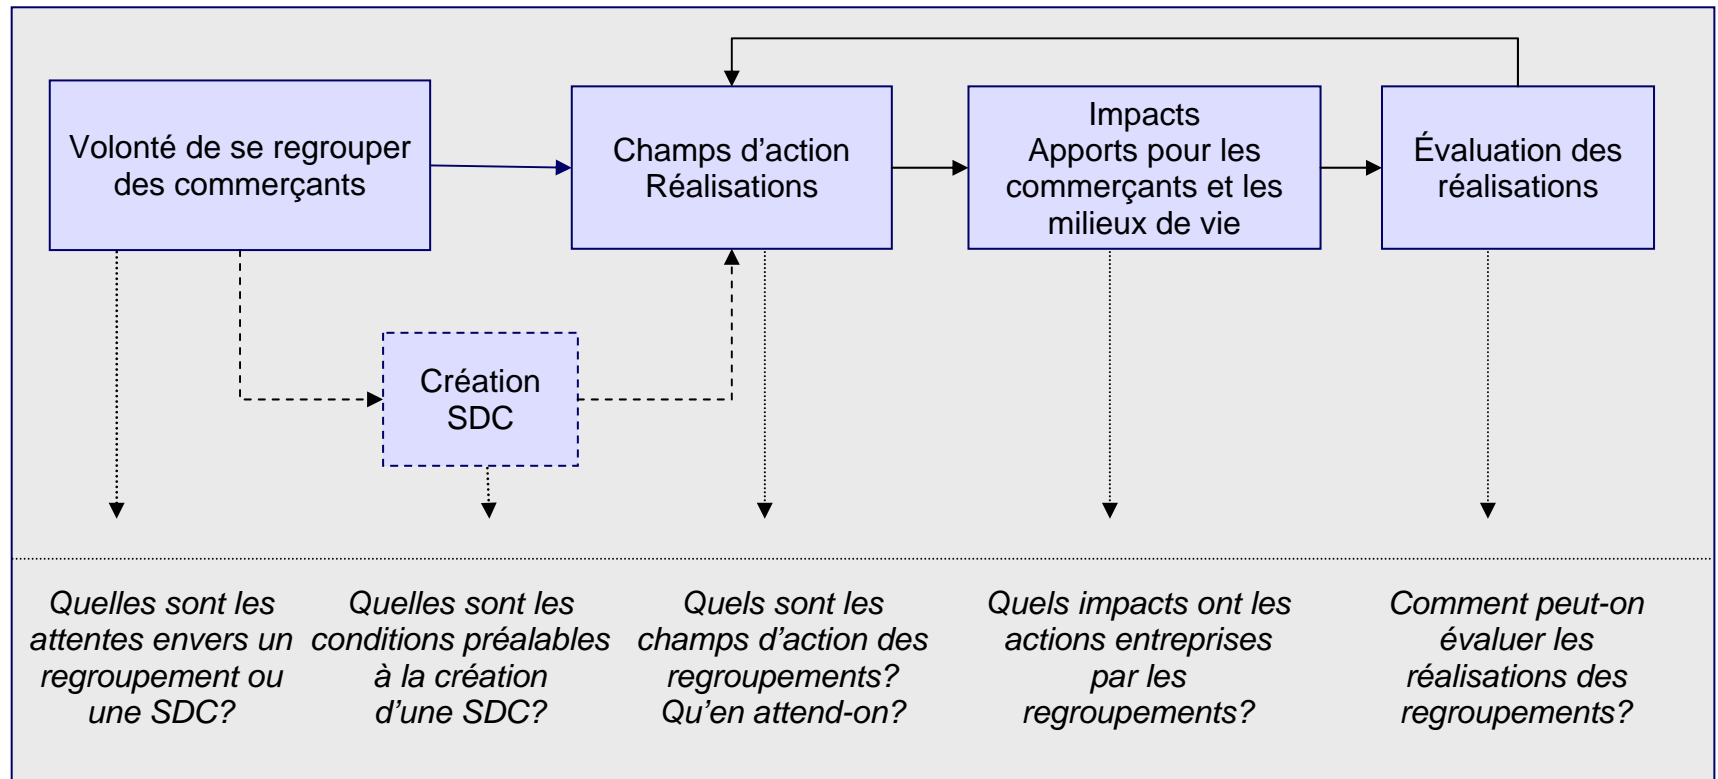 Volonté de se regrouper
des commerçants
Champs d’action
Réalisations
Impacts
Apports pour les
commerçants et les
milieux de vie
Évaluation des
réalisations
Création
SDC
Quelles sont les
attentes envers un
regroupement ou
une SDC?
Quelles sont les
conditions préalables
à la création
d’une SDC?
Quels sont les
champs d’action des
regroupements?
Qu’en attend-on?
Quels impacts ont les
actions entreprises
par les
regroupements?
Comment peut-on
évaluer les
réalisations des
regroupements?